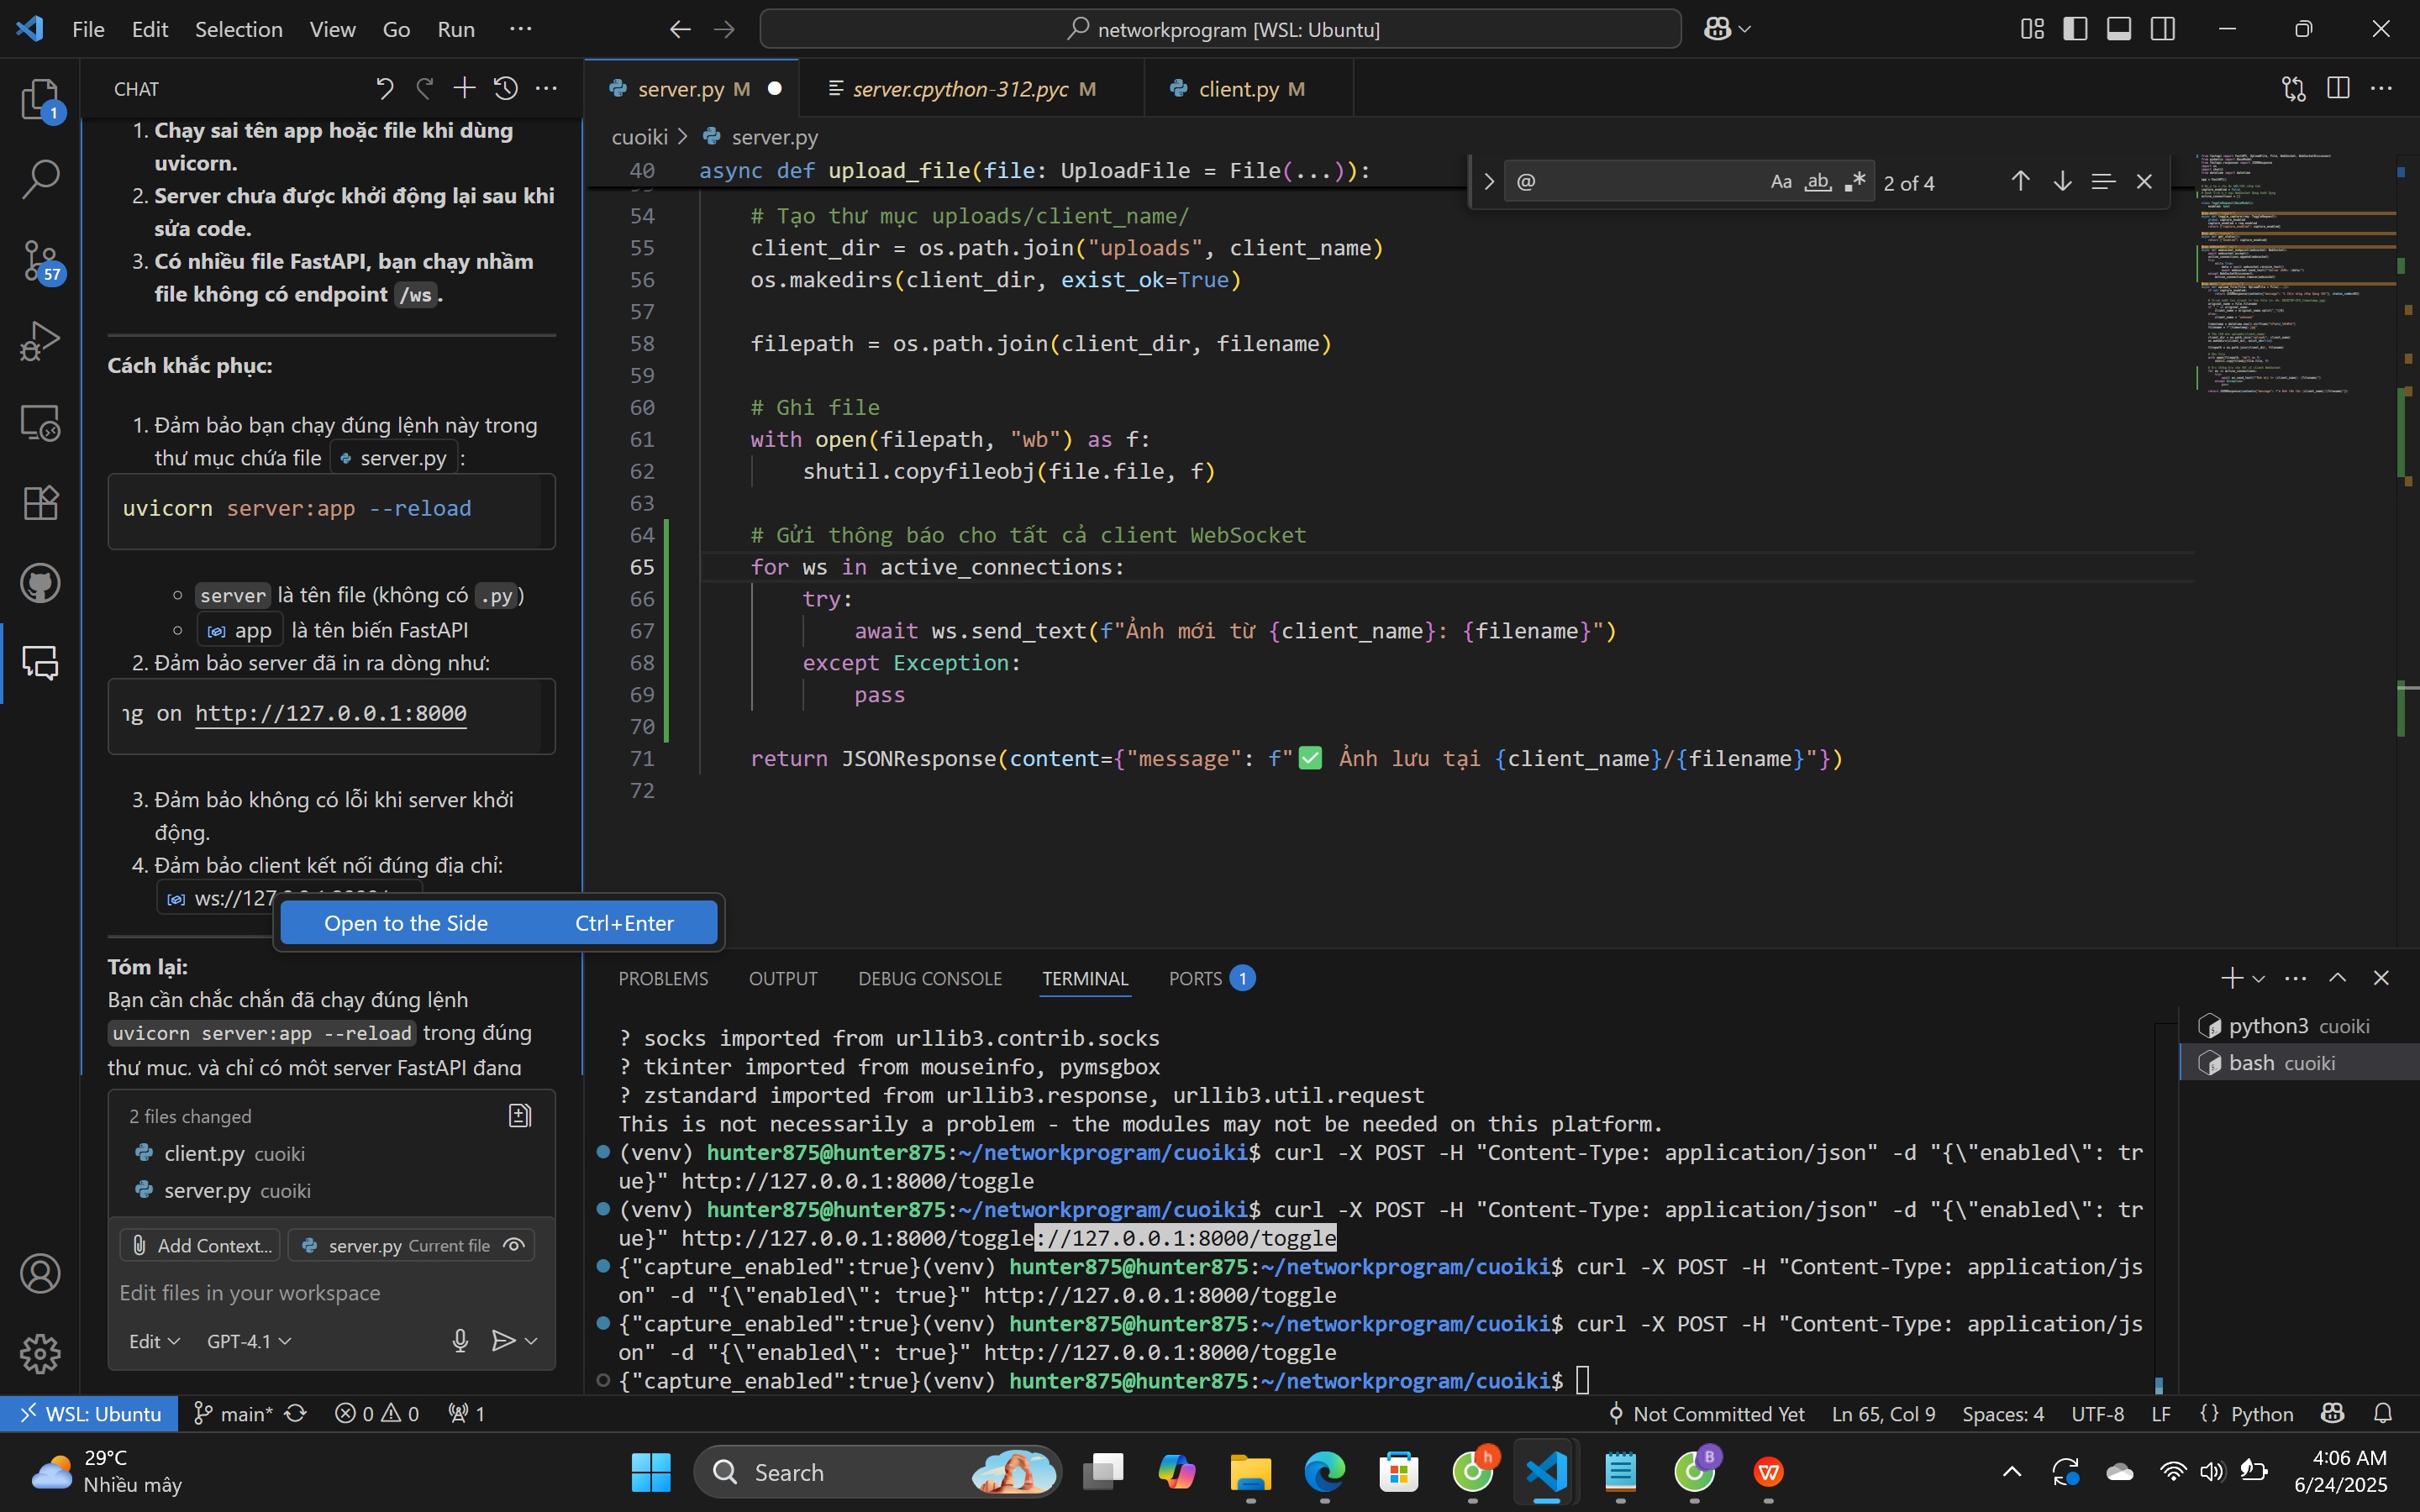 File Edit Selection View Go Run ···
networkprogram [WSL: Ubuntu]
1
57
CHAT
1. Chạy sai tên app hoặc file khi dùng
uvicorn.
2. Server chưa được khởi động lại sau khi
sửa code.
3. Có nhiều file FastAPI, bạn chạy nhầm
file không có endpoint /ws.
Cách khắc phục:
1. Đảm bảo bạn chạy đúng lệnh này trong
thư mục chứa file server.py :
uvicorn server:app --reload
server là tên file (không có .py)
app là tên biến FastAPI
2. Đảm bảo server đã in ra dòng như:
ng on http://127.0.0.1:8000
3. Đảm bảo không có lỗi khi server khởi
động.
4. Đảm bảo client kết nối đúng địa chỉ:
ws://127
Open to the Side Ctrl+Enter
Tóm lại:
Bạn cần chắc chắn đã chạy đúng lệnh
uvicorn server:app --reload trong đúng
thư mục, và chỉ có một server FastAPI đang
2 files changed
client.py cuoiki
server.py cuoiki
Add Context... server.py Current file
Edit files in your workspace
Edit GPT-4.1
server.py M server.cpython-312.pyc M client.py M
cuoiki > server.py
@ Aa ab .* 2 of 4
40 async def upload_file(file: UploadFile = File(...)):
54 # Tạo thư mục uploads/client_name/
55 client_dir = os.path.join("uploads", client_name)
56 os.makedirs(client_dir, exist_ok=True)
57
58 filepath = os.path.join(client_dir, filename)
59
60 # Ghi file
61 with open(filepath, "wb") as f:
62 shutil.copyfileobj(file.file, f)
63
64 # Gửi thông báo cho tất cả client WebSocket
65 for ws in active_connections:
66 try:
67 await ws.send_text(f"Ảnh mới từ {client_name}: {filename}")
68 except Exception:
69 pass
70
71 return JSONResponse(content={"message": f"✅ Ảnh lưu tại {client_name}/{filename}"})
72
PROBLEMS OUTPUT DEBUG CONSOLE TERMINAL PORTS 1
? socks imported from urllib3.contrib.socks
? tkinter imported from mouseinfo, pymsgbox
? zstandard imported from urllib3.response, urllib3.util.request
This is not necessarily a problem - the modules may not be needed on this platform.
(venv) hunter875@hunter875:~/networkprogram/cuoiki$ curl -X POST -H "Content-Type: application/json" -d "{\"enabled\": tr
ue}" http://127.0.0.1:8000/toggle
(venv) hunter875@hunter875:~/networkprogram/cuoiki$ curl -X POST -H "Content-Type: application/json" -d "{\"enabled\": tr
ue}" http://127.0.0.1:8000/toggle://127.0.0.1:8000/toggle
{"capture_enabled":true}(venv) hunter875@hunter875:~/networkprogram/cuoiki$ curl -X POST -H "Content-Type: application/js
on" -d "{\"enabled\": true}" http://127.0.0.1:8000/toggle
{"capture_enabled":true}(venv) hunter875@hunter875:~/networkprogram/cuoiki$ curl -X POST -H "Content-Type: application/js
on" -d "{\"enabled\": true}" http://127.0.0.1:8000/toggle
{"capture_enabled":true}(venv) hunter875@hunter875:~/networkprogram/cuoiki$
python3 cuoiki
bash cuoiki
WSL: Ubuntu main* 0 0 1 Not Committed Yet Ln 65, Col 9 Spaces: 4 UTF-8 LF {} Python
29°C
Nhiều mây
Search
h
B
4:06 AM
6/24/2025